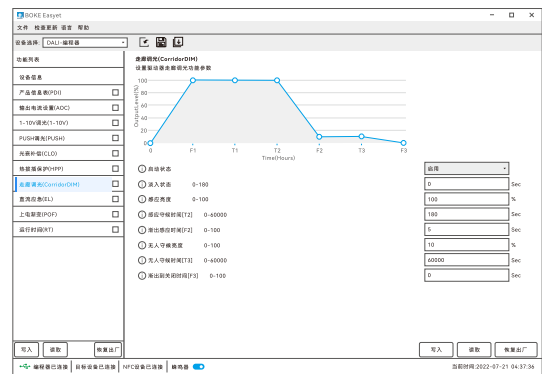 BOKE Easyet
文件 检查更新 语言 帮助
设备选择: DALI-编程器
功能列表
设备信息
产品信息表(PDI)
输出电流设置(AOC)
1-10V调光(1-10V)
PUSH调光(PUSH)
光衰补偿(CLO)
热插拔保护(HPP)
走廊调光(CorridorDIM)
直流应急(EL)
上电渐变(POF)
运行时间(RT)
写入 读取 恢复出厂
走廊调光(CorridorDIM)
设置驱动器走廊调光功能参数
OutputLevel(%)
100
80
60
40
20
0 F1 T1 T2 F2 T3 F3
Time(Hours)
启动状态 启用
淡入状态 0-180 0 Sec
感应亮度 0-100 100 %
感应守候时间[T2] 0-60000 180 Sec
渐出感应时间[F2] 0-100 5 Sec
无人守候亮度 0-100 10 %
无人守候时间[T3] 0-60000 60000 Sec
渐出到关闭时间[F3] 0-100 0 Sec
写入 读取 恢复出厂
编程器已连接 目标设备已连接 NFC设备已连接 蜂鸣器 当前时间:2022-07-21 04:37:36